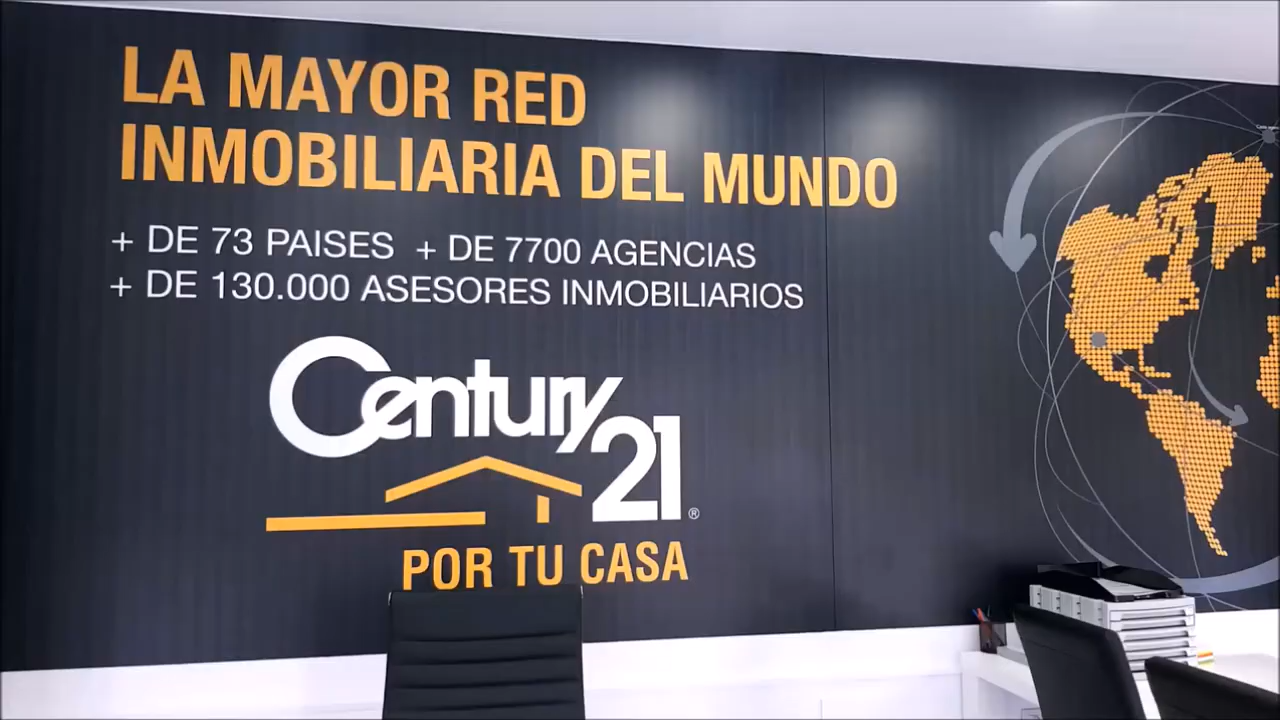 LA MAYOR RED
INMOBILIARIA DEL MUNDO
+ DE 73 PAISES + DE 7700 AGENCIAS
+ DE 130.000 ASESORES INMOBILIARIOS
Century
21®
POR TU CASA